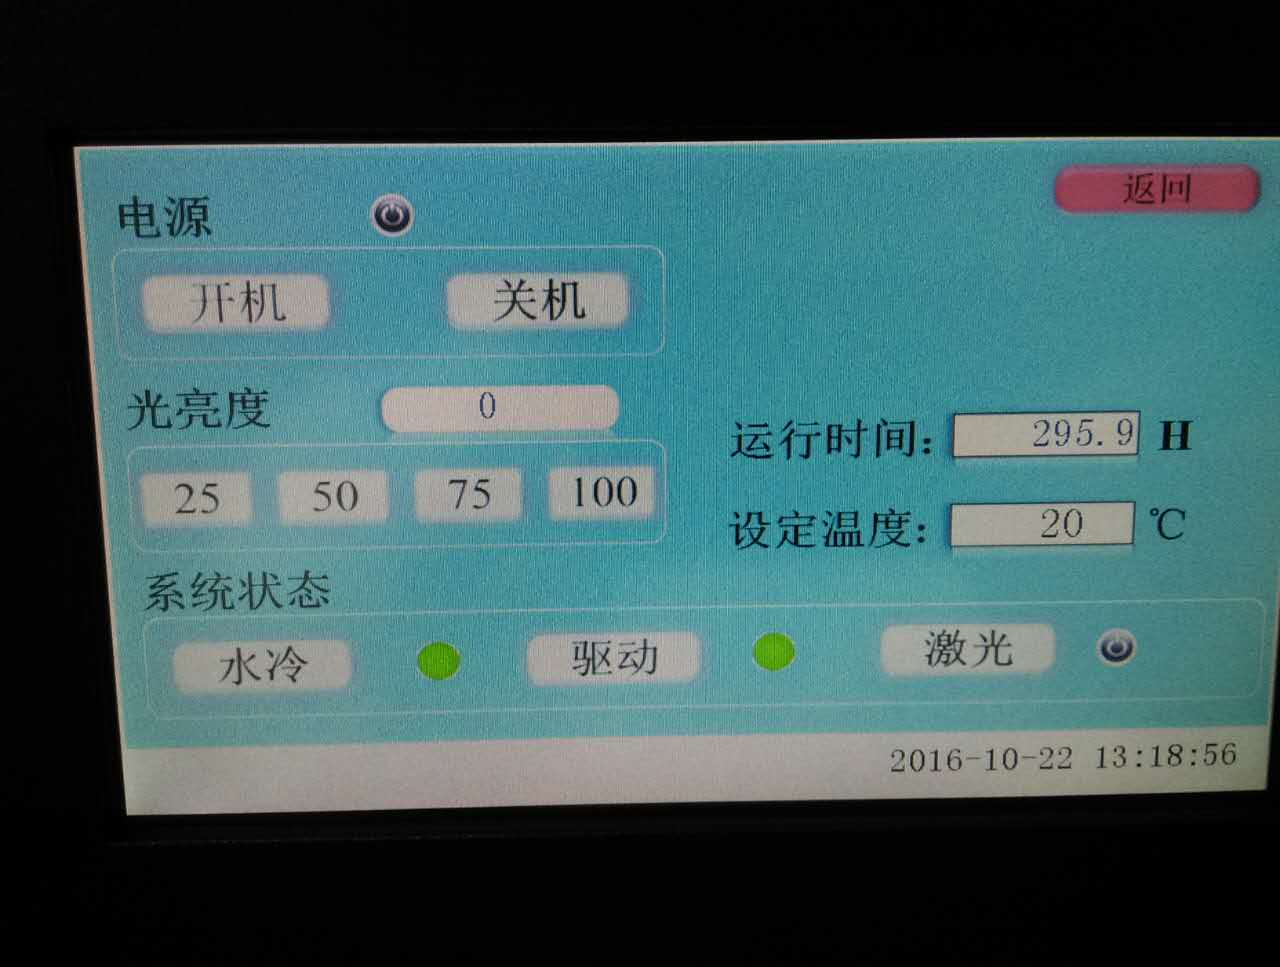 返回
电源
开机 关机
光亮度 0
运行时间: 295.9 H
25 50 75 100
设定温度: 20 ℃
系统状态
水冷 驱动 激光
2016-10-22 13:18:56